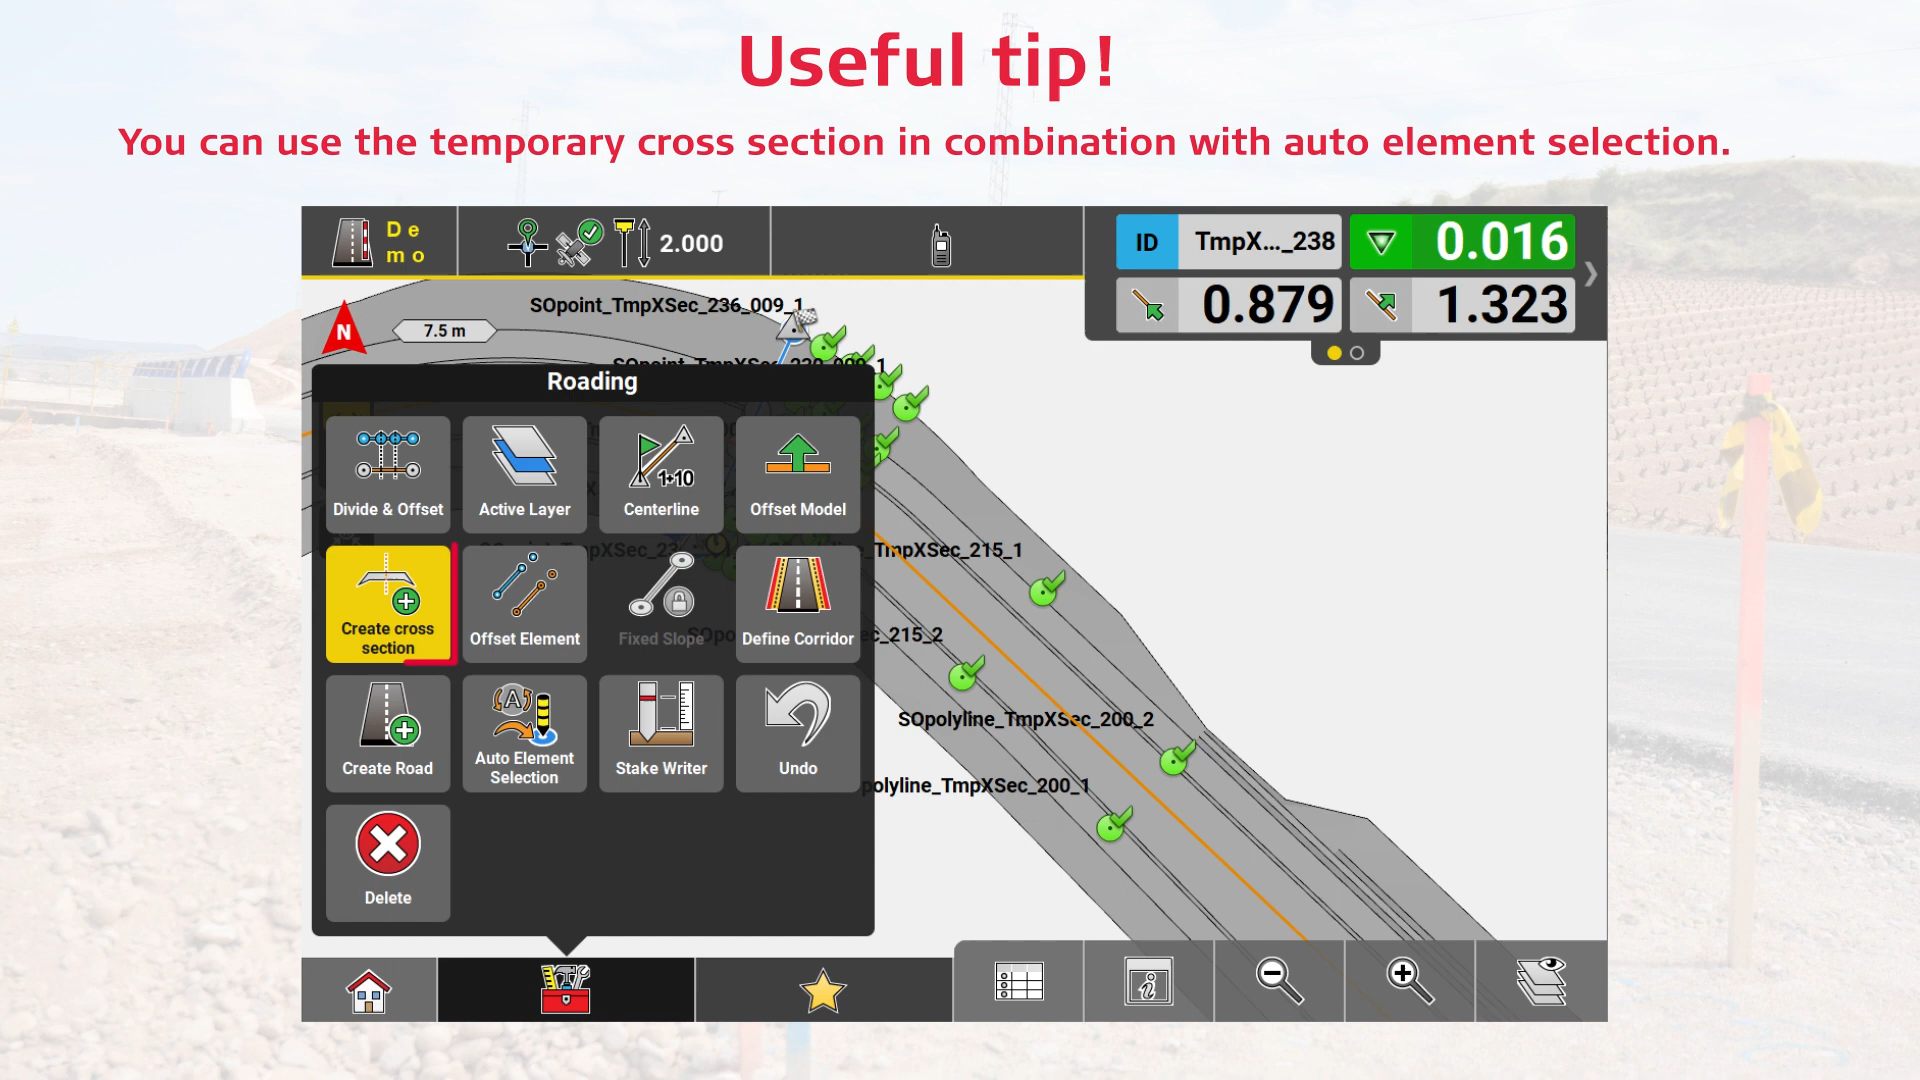 Useful tip!
You can use the temporary cross section in combination with auto element selection.
De
mo
2.000
ID
TmpX..._238
0.016
0.879
1.323
N
7.5 m
SOpoint_TmpXSec_236_009_1
Roading
Divide & Offset
Active Layer
1+10
Centerline
Offset Model
TmpXSec_215_1
Create cross
section
Offset Element
Fixed Slope
Define Corridor
c_215_2
Create Road
A
Auto Element
Selection
Stake Writer
Undo
SOpolyline_TmpXSec_200_2
polyline_TmpXSec_200_1
Delete
i